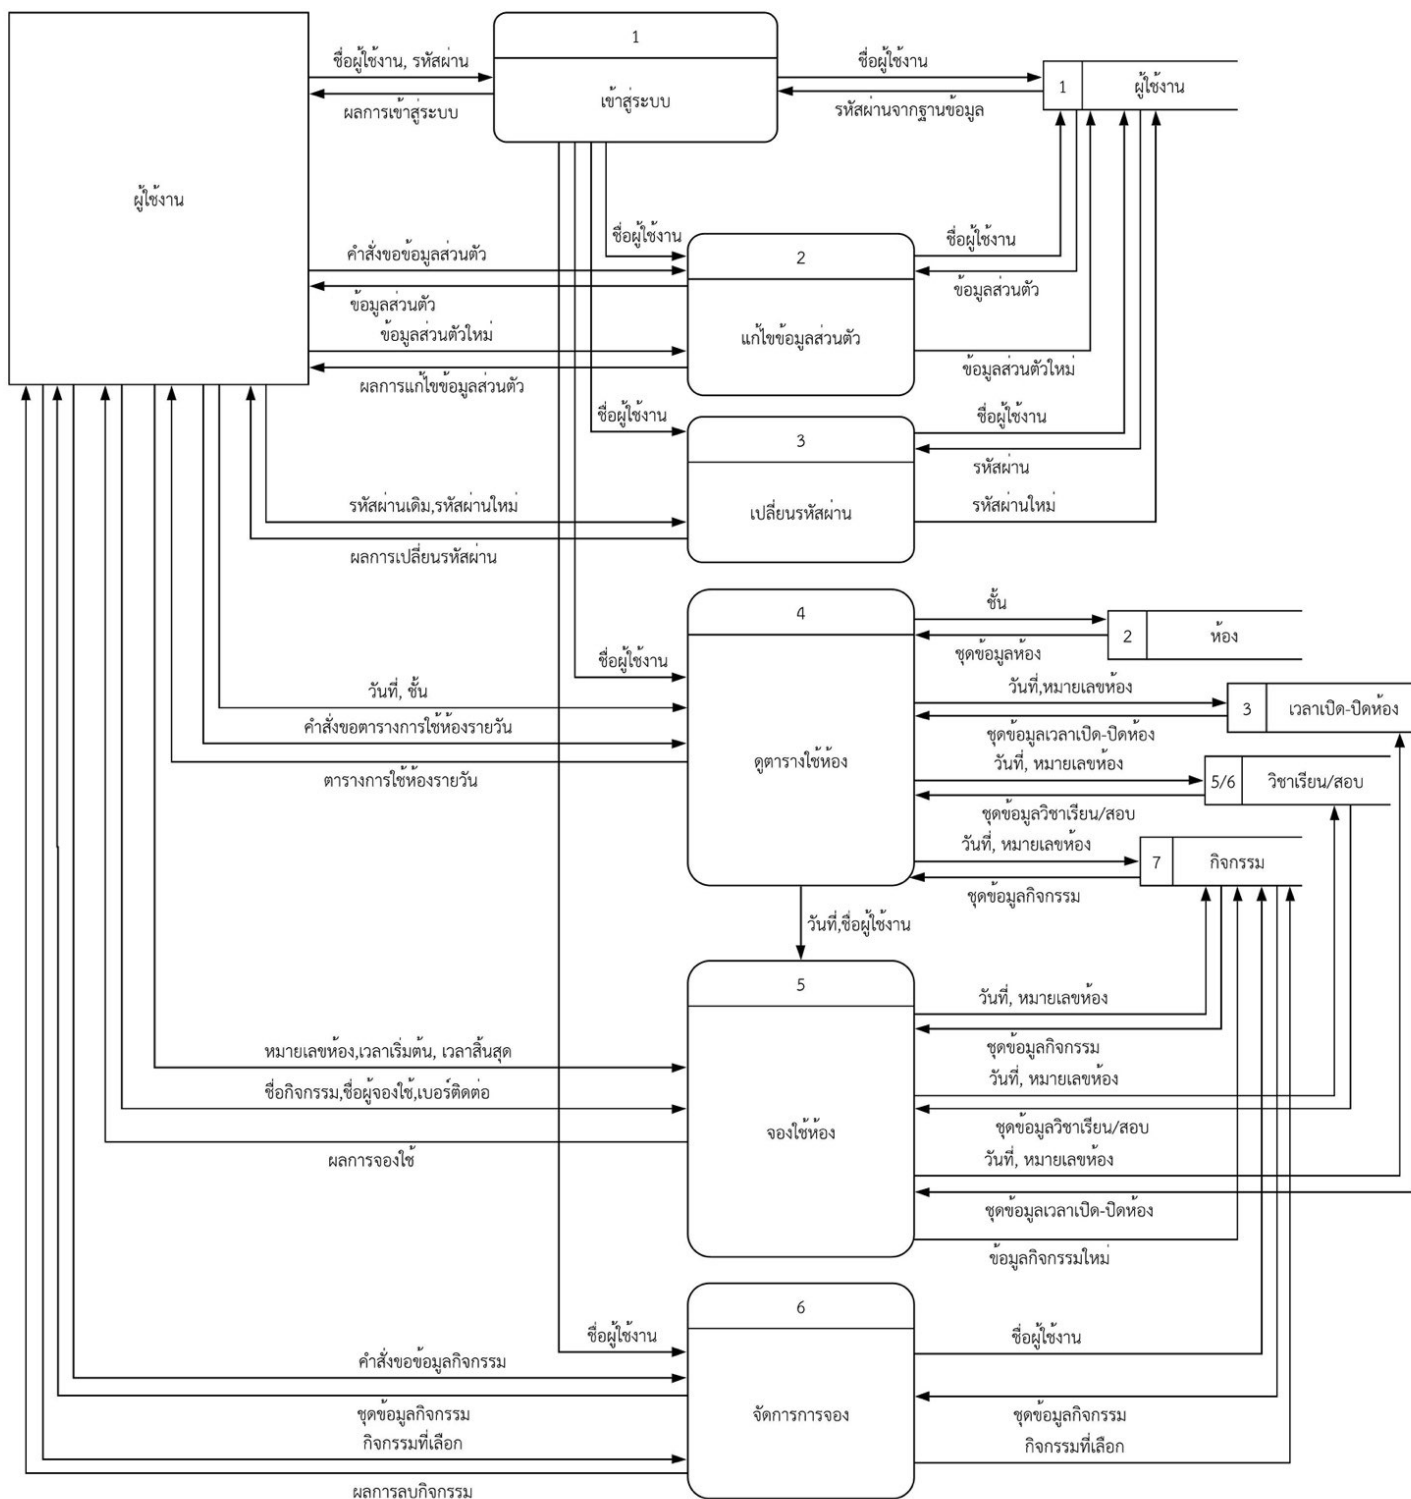 1
ชื่อผู้ใช้งาน, รหัสผ่าน
ชื่อผู้ใช้งาน
1
ผู้ใช้งาน
เข้าสู่ระบบ
ผลการเข้าสู่ระบบ
รหัสผ่านจากฐานข้อมูล
ผู้ใช้งาน
ชื่อผู้ใช้งาน
ชื่อผู้ใช้งาน
คำสั่งขอข้อมูลส่วนตัว
2
ข้อมูลส่วนตัว
ข้อมูลส่วนตัว
ข้อมูลส่วนตัวใหม่
แก้ไขข้อมูลส่วนตัว
ข้อมูลส่วนตัวใหม่
ผลการแก้ไขข้อมูลส่วนตัว
ชื่อผู้ใช้งาน
ชื่อผู้ใช้งาน
3
รหัสผ่าน
รหัสผ่านเดิม,รหัสผ่านใหม่
เปลี่ยนรหัสผ่าน
รหัสผ่านใหม่
ผลการเปลี่ยนรหัสผ่าน
4
ชั้น
2
ห้อง
ชุดข้อมูลห้อง
ชื่อผู้ใช้งาน
วันที่, ชั้น
วันที่,หมายเลขห้อง
3
เวลาเปิด-ปิดห้อง
คำสั่งขอตารางการใช้ห้องรายวัน
ชุดข้อมูลเวลาเปิด-ปิดห้อง
ดูตารางใช้ห้อง
วันที่, หมายเลขห้อง
ตารางการใช้ห้องรายวัน
5/6
วิชาเรียน/สอบ
ชุดข้อมูลวิชาเรียน/สอบ
วันที่, หมายเลขห้อง
7
กิจกรรม
ชุดข้อมูลกิจกรรม
วันที่,ชื่อผู้ใช้งาน
5
วันที่, หมายเลขห้อง
หมายเลขห้อง,เวลาเริ่มต้น, เวลาสิ้นสุด
ชุดข้อมูลกิจกรรม
ชื่อกิจกรรม,ชื่อผู้จองใช้,เบอร์ติดต่อ
วันที่, หมายเลขห้อง
จองใช้ห้อง
ชุดข้อมูลวิชาเรียน/สอบ
ผลการจองใช้
วันที่, หมายเลขห้อง
ชุดข้อมูลเวลาเปิด-ปิดห้อง
ข้อมูลกิจกรรมใหม่
6
ชื่อผู้ใช้งาน
ชื่อผู้ใช้งาน
คำสั่งขอข้อมูลกิจกรรม
ชุดข้อมูลกิจกรรม
จัดการการจอง
ชุดข้อมูลกิจกรรม
กิจกรรมที่เลือก
กิจกรรมที่เลือก
ผลการลบกิจกรรม